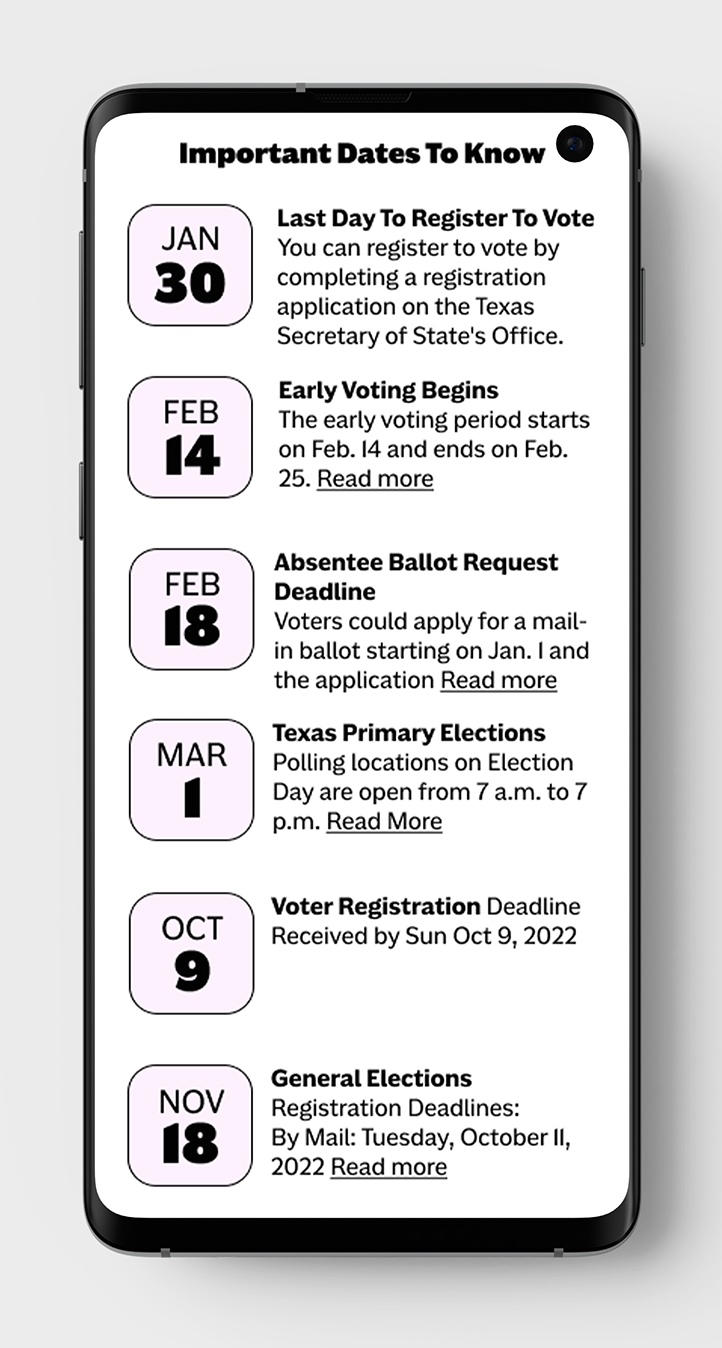 Important Dates To Know
JAN
30
Last Day To Register To Vote
You can register to vote by
completing a registration
application on the Texas
Secretary of State's Office.
FEB
14
Early Voting Begins
The early voting period starts
on Feb. 14 and ends on Feb.
25. Read more
FEB
18
Absentee Ballot Request
Deadline
Voters could apply for a mail-
in ballot starting on Jan. 1 and
the application Read more
MAR
1
Texas Primary Elections
Polling locations on Election
Day are open from 7 a.m. to 7
p.m. Read More
OCT
9
Voter Registration Deadline
Received by Sun Oct 9, 2022
NOV
18
General Elections
Registration Deadlines:
By Mail: Tuesday, October 11,
2022 Read more